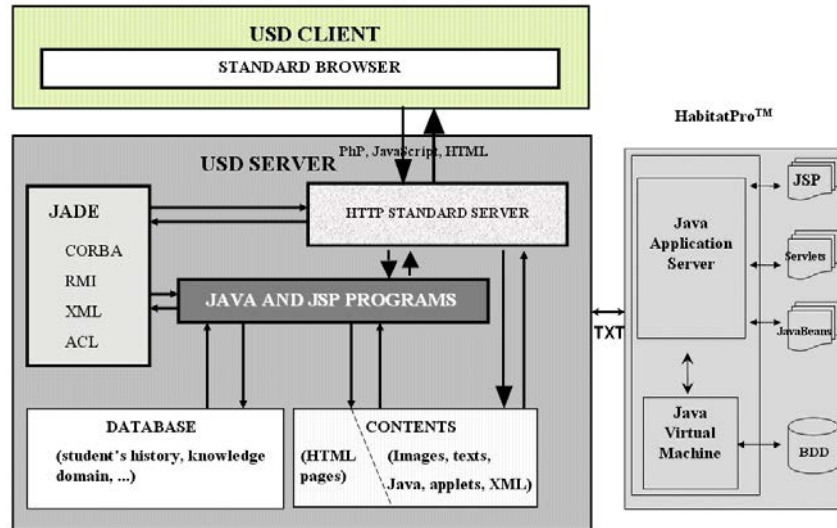 USD CLIENT
STANDARD BROWSER
PhP, JavaScript, HTML
USD SERVER
HTTP STANDARD SERVER
JADE
CORBA
RMI
XML
ACL
JAVA AND JSP PROGRAMS
DATABASE
(student's history, knowledge
domain, ...)
CONTENTS
(HTML
pages)
(Images, texts,
Java, applets, XML)
TXT
HabitatPro™
Java
Application
Server
JSP
Servlets
JavaBeans
Java
Virtual
Machine
BDD